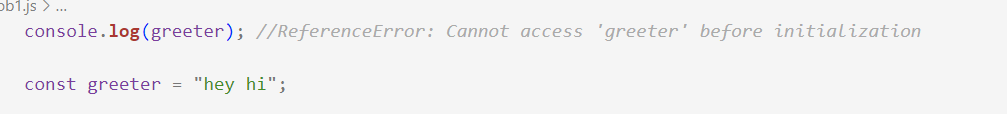 ob1.js > ...
console.log(greeter); //ReferenceError: Cannot access 'greeter' before initialization
const greeter = "hey hi";